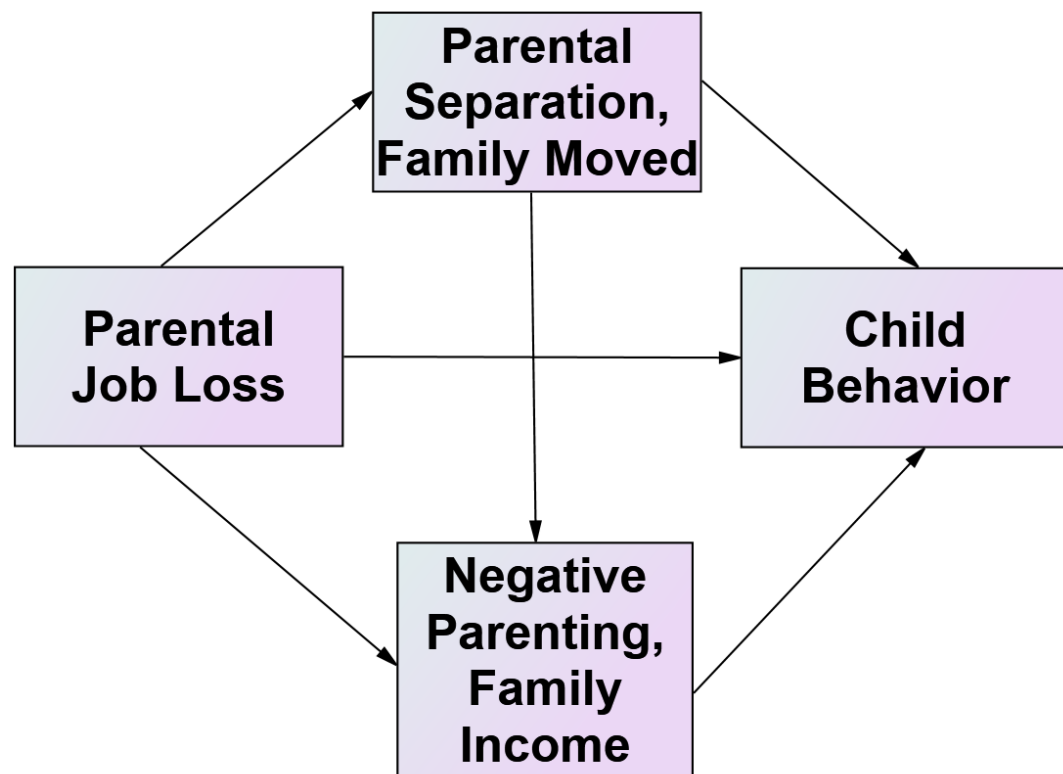 Parental
Separation,
Family Moved
Parental
Job Loss
Child
Behavior
Negative
Parenting,
Family
Income